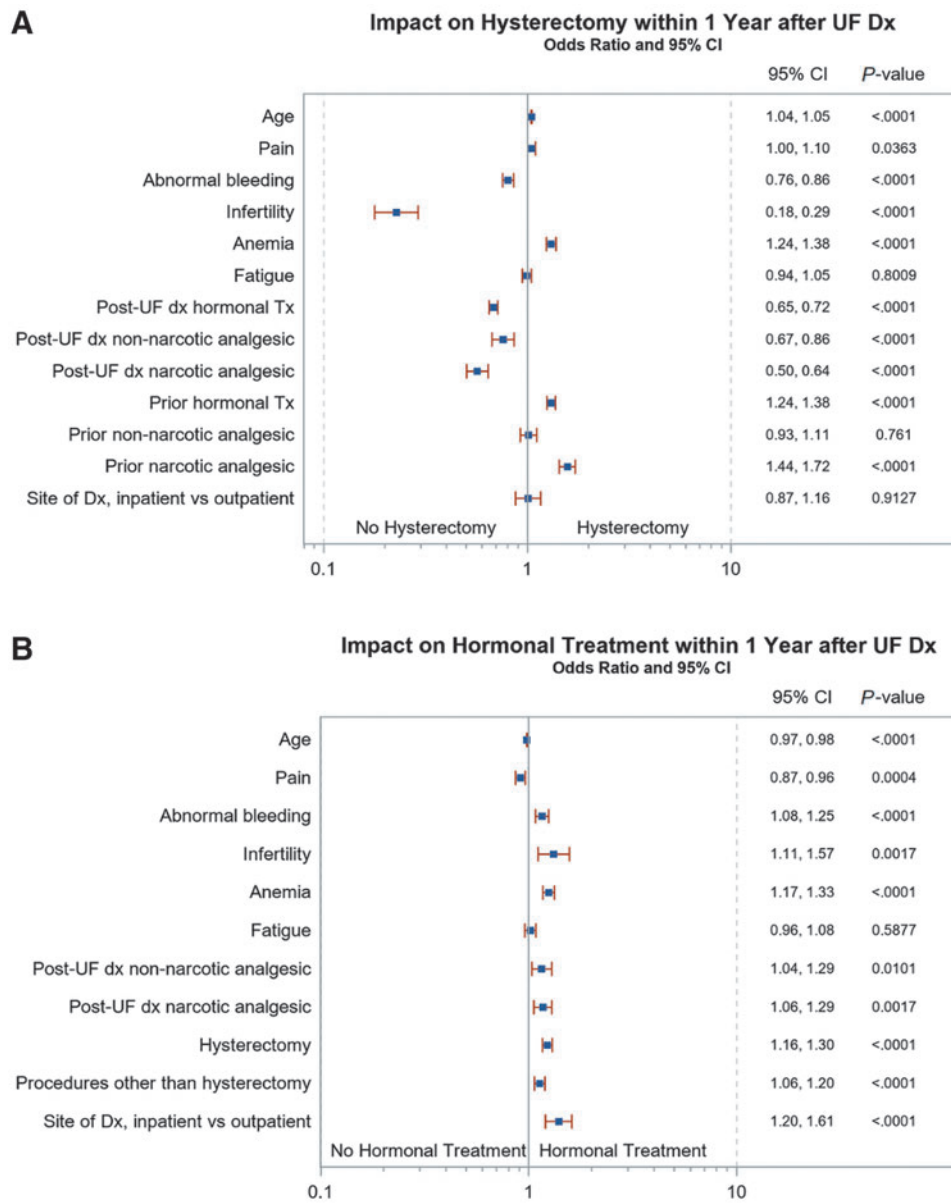 A
Impact on Hysterectomy within 1 Year after UF Dx
Odds Ratio and 95% CI
95% CI P-value
Age 1.04, 1.05 <.0001
Pain 1.00, 1.10 0.0363
Abnormal bleeding 0.76, 0.86 <.0001
Infertility 0.18, 0.29 <.0001
Anemia 1.24, 1.38 <.0001
Fatigue 0.94, 1.05 0.8009
Post-UF dx hormonal Tx 0.65, 0.72 <.0001
Post-UF dx non-narcotic analgesic 0.67, 0.86 <.0001
Post-UF dx narcotic analgesic 0.50, 0.64 <.0001
Prior hormonal Tx 1.24, 1.38 <.0001
Prior non-narcotic analgesic 0.93, 1.11 0.761
Prior narcotic analgesic 1.44, 1.72 <.0001
Site of Dx, inpatient vs outpatient 0.87, 1.16 0.9127
No Hysterectomy Hysterectomy
0.1 1 10
B
Impact on Hormonal Treatment within 1 Year after UF Dx
Odds Ratio and 95% CI
95% CI P-value
Age 0.97, 0.98 <.0001
Pain 0.87, 0.96 0.0004
Abnormal bleeding 1.08, 1.25 <.0001
Infertility 1.11, 1.57 0.0017
Anemia 1.17, 1.33 <.0001
Fatigue 0.96, 1.08 0.5877
Post-UF dx non-narcotic analgesic 1.04, 1.29 0.0101
Post-UF dx narcotic analgesic 1.06, 1.29 0.0017
Hysterectomy 1.16, 1.30 <.0001
Procedures other than hysterectomy 1.06, 1.20 <.0001
Site of Dx, inpatient vs outpatient 1.20, 1.61 <.0001
No Hormonal Treatment Hormonal Treatment
0.1 1 10